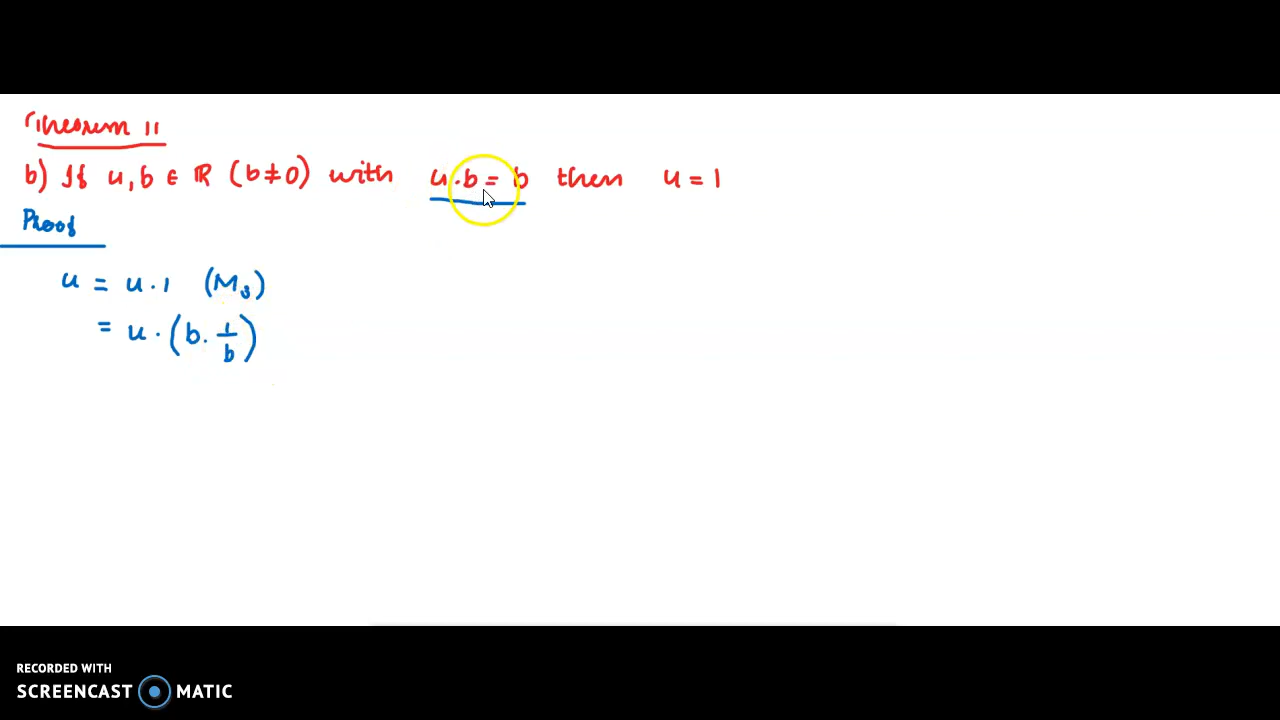 Theorem 11
b) If u, b ∈ ℝ (b ≠ 0) with u · b = b then u = 1
Proof
u = u · 1 (M₃)
= u · (b · 1/b)
RECORDED WITH
SCREENCAST MATIC